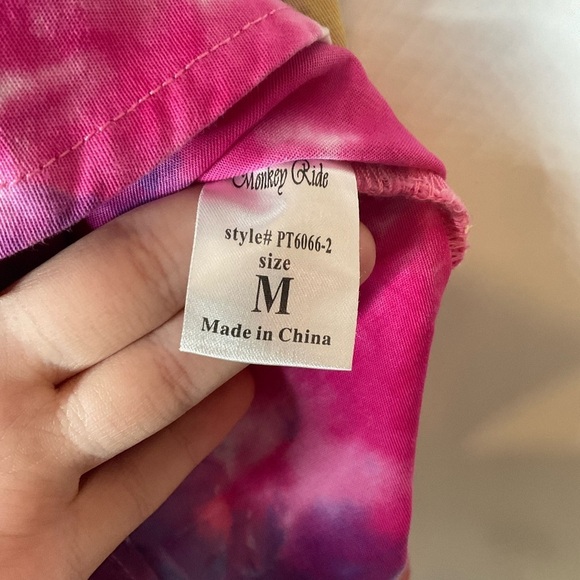 Monkey Ride
style# PT6066-2
size
M
Made in China